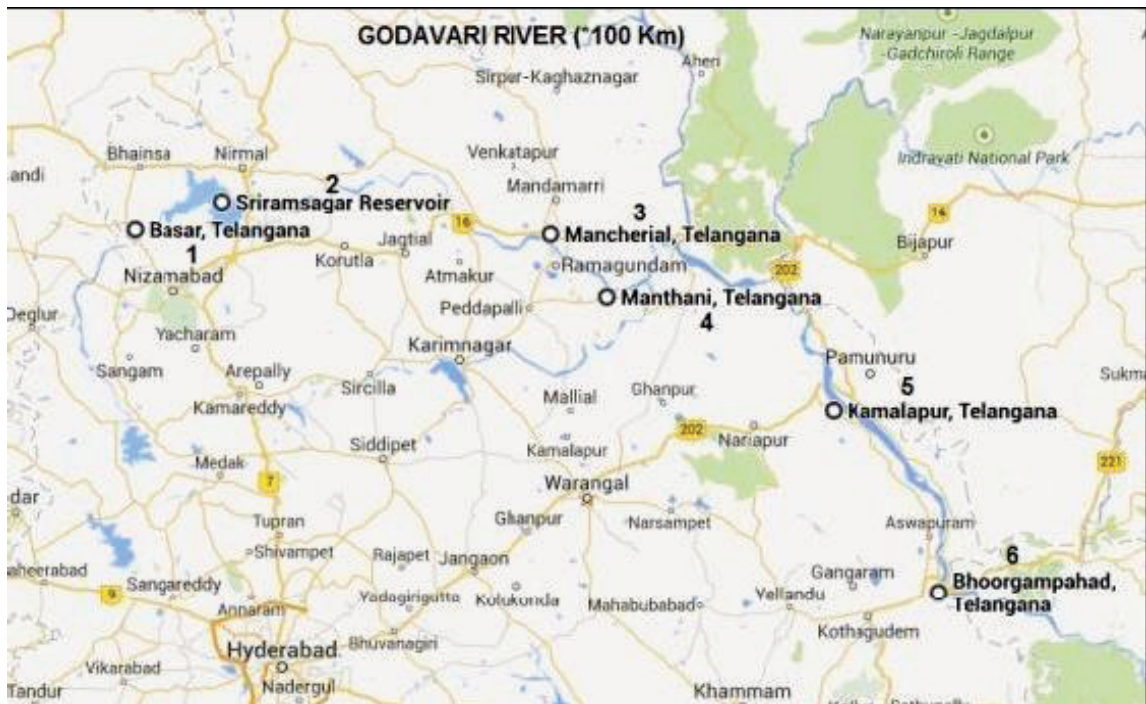 GODAVARI RIVER (*100 Km)
Narayanpur -Jagdalpur
-Gadchiroli Range
Aheri
Sirpur-Kaghaznagar
Bhainsa
Nirmal
Venkatapur
Indravati National Park
andi
Mandamarri
2
Sriramsagar Reservoir
3
16
16
Basar, Telangana
Mancherial, Telangana
Jagtial
Bijapur
1
Korutla
Nizamabad
Atmakur
Ramagundam
202
Manthani, Telangana
Peddapalli
4
Deglur
Yacharam
Karimnagar
Pamunuru
Sangam
Arepally
Sircilla
5
Sukma
Kamareddy
Mallial
Ghanpur
Kamalapur, Telangana
202
Nariapur
Siddipet
Kamalapur
Medak
221
7
Warangal
dar
Tupran
Ghanpur
Narsampet
Aswapuram
Shivampet
Rajapet
Jangaon
6
aheerabad
Sangareddy
Gangaram
Bhoorgampahad,
Telangana
9
Annaram
Yadagirigutta
Kolukonda
Mahabubabad
Yellandu
Kothagudem
Hyderabad
Bhuvanagiri
Vikarabad
Tandur
Nadergul
Khammam